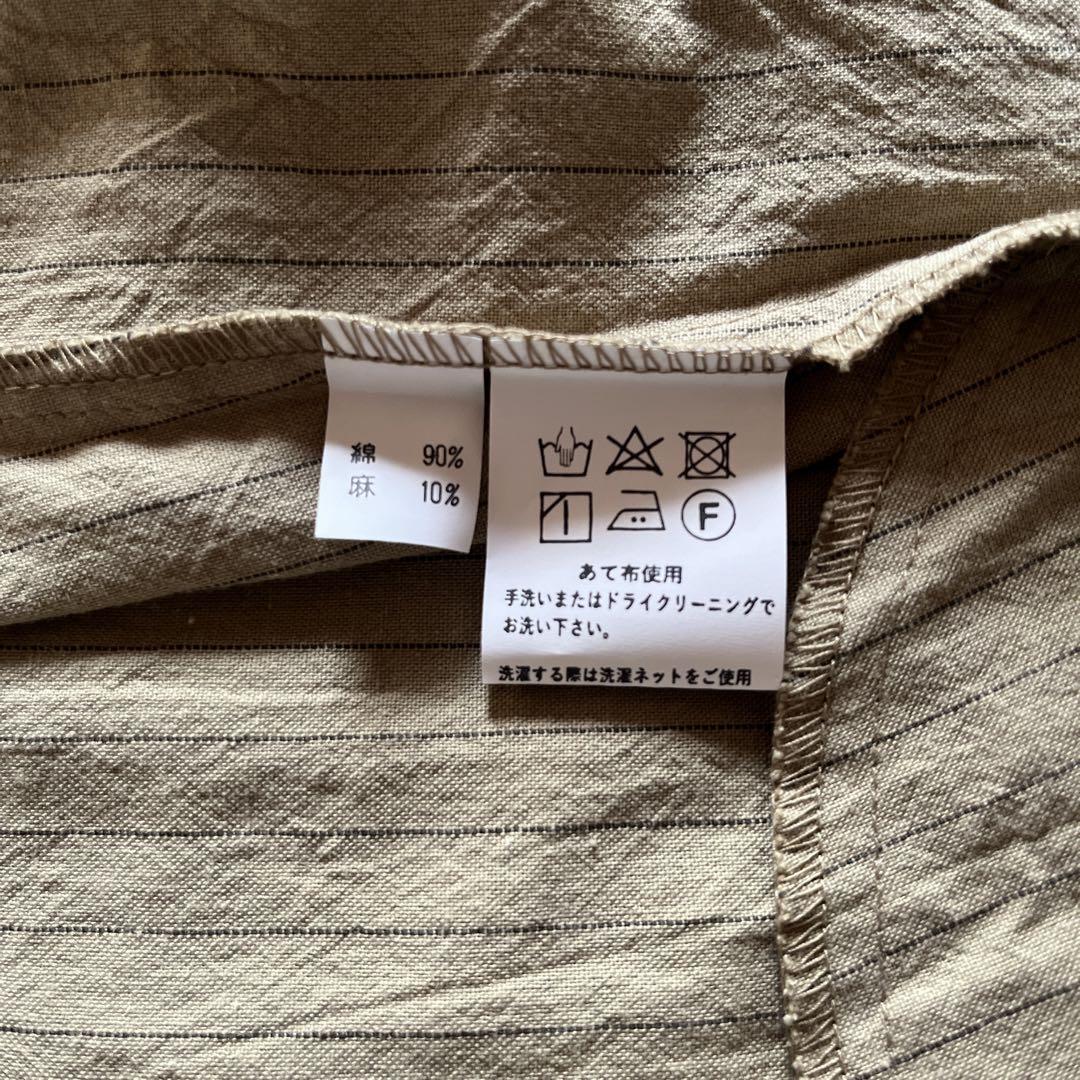 綿 90%
麻 10%
F
あて布使用
手洗いまたはドライクリーニングで
お洗い下さい。
洗濯する際は洗濯ネットをご使用